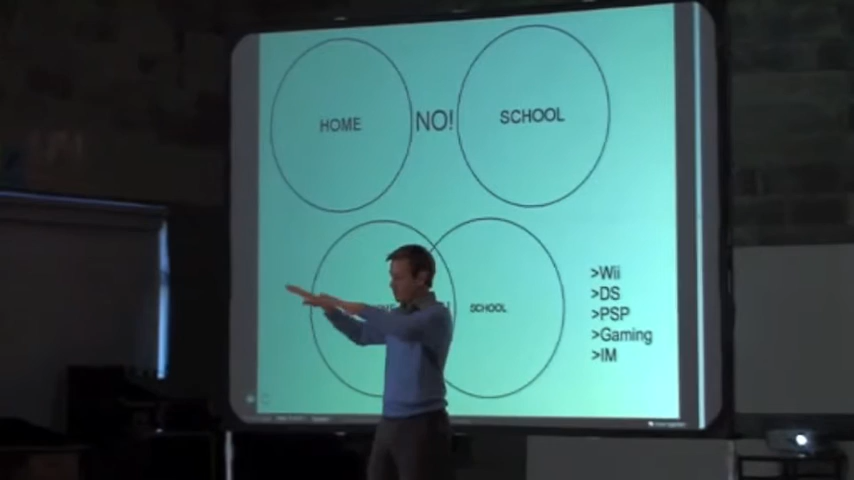 HOME
NO!
SCHOOL
SCHOOL
>Wii
>DS
>PSP
>Gaming
>IM